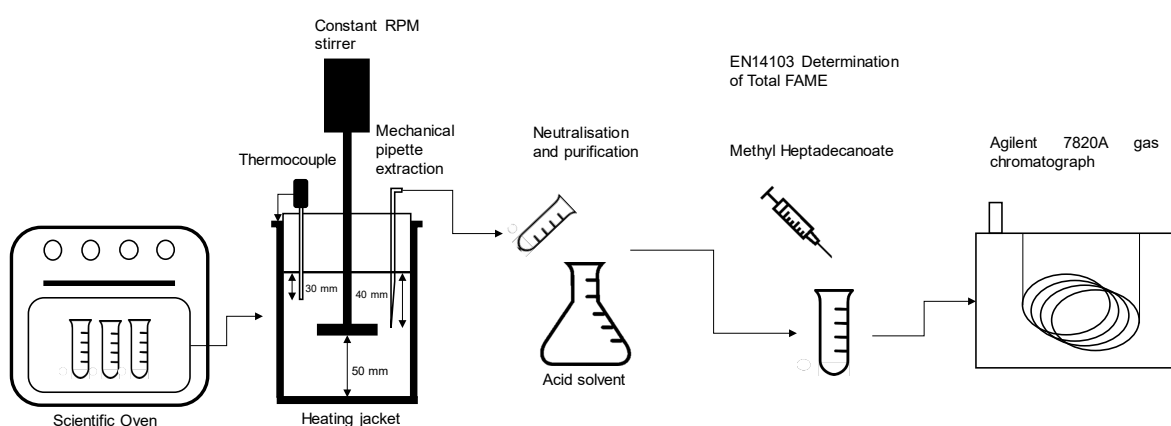 Constant RPM
stirrer
EN14103 Determination
of Total FAME
Mechanical
pipette
extraction
Neutralisation
and purification
Methyl Heptadecanoate
Agilent 7820A gas
chromatograph
Thermocouple
30 mm
40 mm
50 mm
Acid solvent
Scientific Oven
Heating jacket